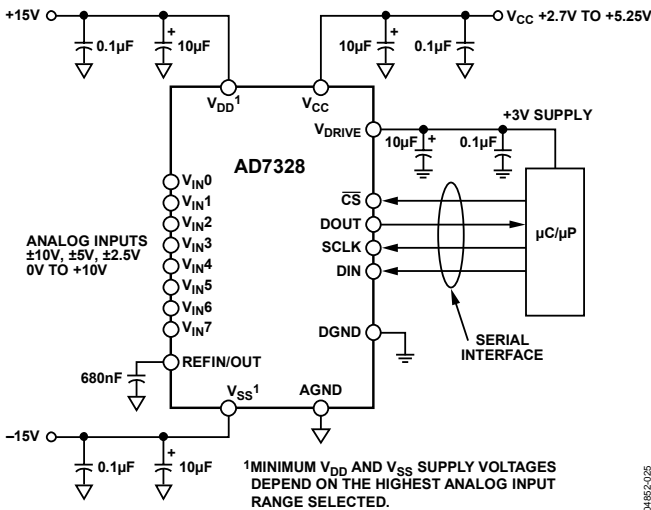 +15V
0.1µF
+
10µF
10µF
+
0.1µF
VCC +2.7V TO +5.25V
VDD1
VCC
+3V SUPPLY
VDRIVE
10µF
+
0.1µF
AD7328
VIN0
VIN1
VIN2
VIN3
VIN4
VIN5
VIN6
VIN7
ANALOG INPUTS
±10V, ±5V, ±2.5V
0V TO +10V
CS
DOUT
SCLK
DIN
µC/µP
DGND
SERIAL
INTERFACE
REFIN/OUT
680nF
VSS1
AGND
–15V
0.1µF
+
10µF
1MINIMUM VDD AND VSS SUPPLY VOLTAGES
DEPEND ON THE HIGHEST ANALOG INPUT
RANGE SELECTED.
04852-025